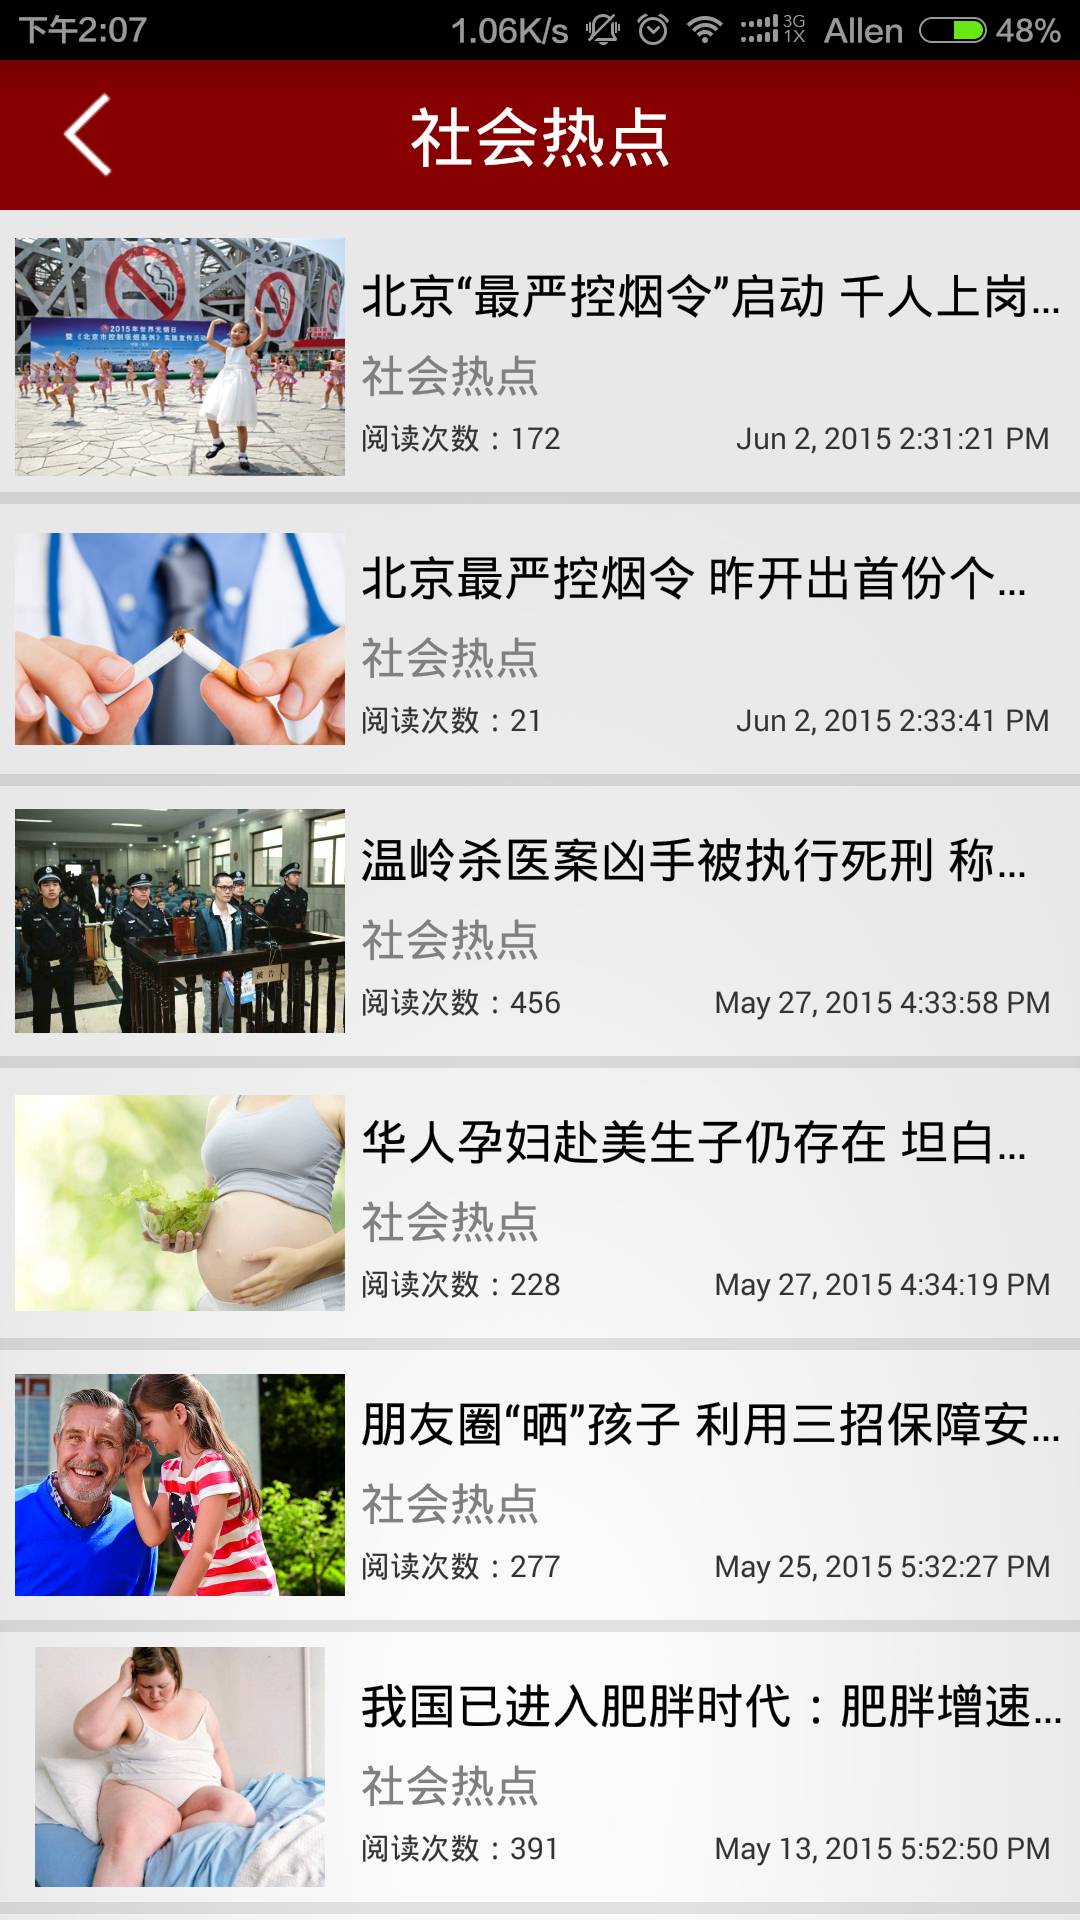 下午2:07 1.06K/s 3G 1X Allen 48%
社会热点
2015年世界无烟日
暨《北京市控制吸烟条例》实施宣传活动
北京“最严控烟令”启动 千人上岗...
社会热点
阅读次数：172 Jun 2, 2015 2:31:21 PM
北京最严控烟令 昨开出首份个...
社会热点
阅读次数：21 Jun 2, 2015 2:33:41 PM
温岭杀医案凶手被执行死刑 称...
社会热点
阅读次数：456 May 27, 2015 4:33:58 PM
被告人
华人孕妇赴美生子仍存在 坦白...
社会热点
阅读次数：228 May 27, 2015 4:34:19 PM
朋友圈“晒”孩子 利用三招保障安...
社会热点
阅读次数：277 May 25, 2015 5:32:27 PM
我国已进入肥胖时代：肥胖增速...
社会热点
阅读次数：391 May 13, 2015 5:52:50 PM